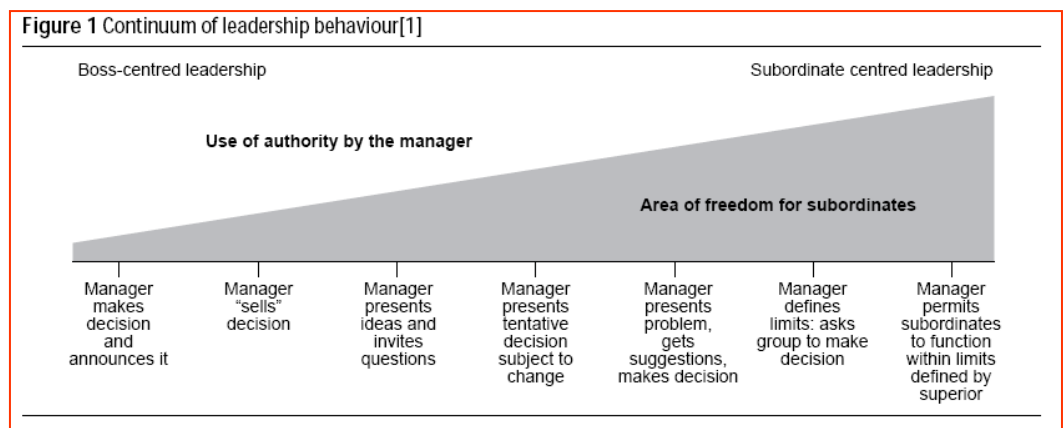 Figure 1 Continuum of leadership behaviour[1]
Boss-centred leadership
Subordinate centred leadership
Use of authority by the manager
Area of freedom for subordinates
Manager
makes
decision
and
announces it
Manager
“sells”
decision
Manager
presents
ideas and
invites
questions
Manager
presents
tentative
decision
subject to
change
Manager
presents
problem,
gets
suggestions,
makes decision
Manager
defines
limits: asks
group to make
decision
Manager
permits
subordinates
to function
within limits
defined by
superior